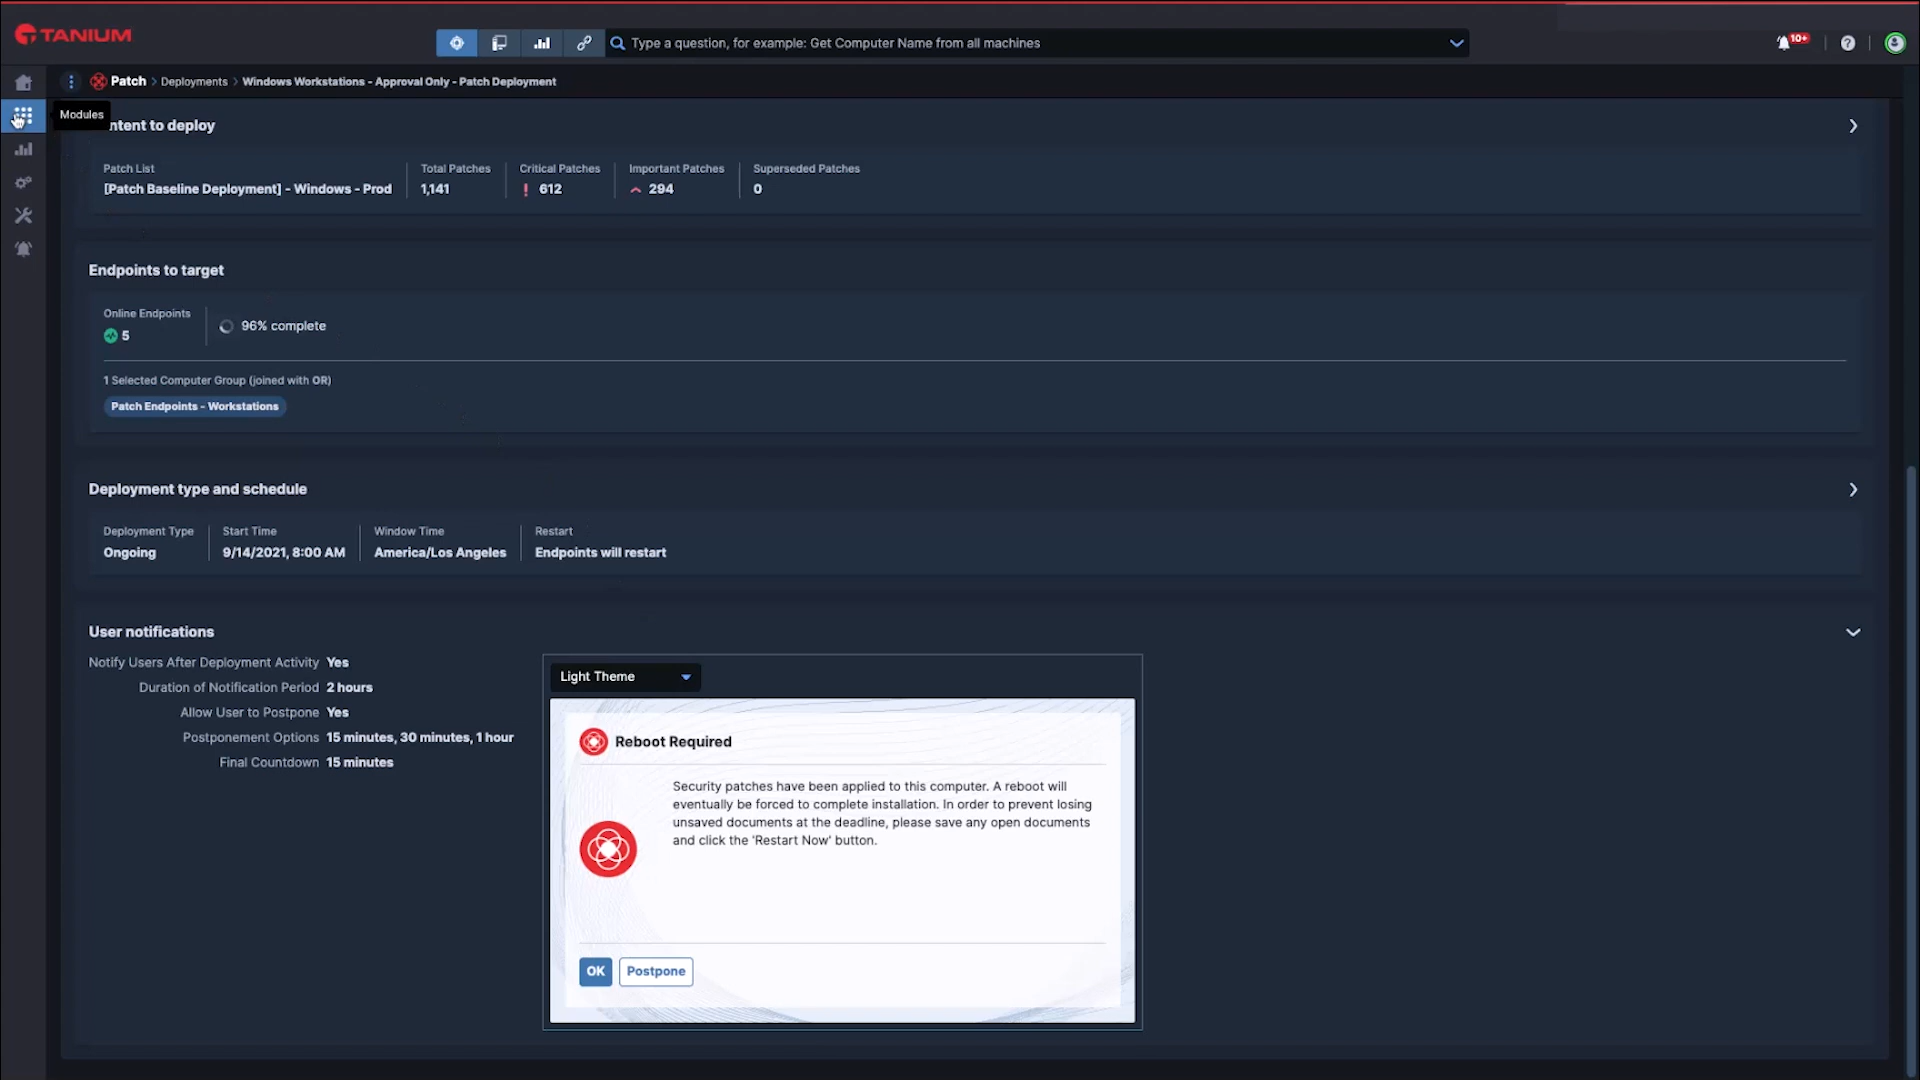 TANIUM
Type a question, for example: Get Computer Name from all machines
10+
Patch > Deployments > Windows Workstations - Approval Only - Patch Deployment
Modules
ntent to deploy
Patch List
[Patch Baseline Deployment] - Windows - Prod
Total Patches
1,141
Critical Patches
612
Important Patches
294
Superseded Patches
0
Endpoints to target
Online Endpoints
5
96% complete
1 Selected Computer Group (joined with OR)
Patch Endpoints - Workstations
Deployment type and schedule
Deployment Type
Ongoing
Start Time
9/14/2021, 8:00 AM
Window Time
America/Los Angeles
Restart
Endpoints will restart
User notifications
Notify Users After Deployment Activity Yes
Duration of Notification Period 2 hours
Allow User to Postpone Yes
Postponement Options 15 minutes, 30 minutes, 1 hour
Final Countdown 15 minutes
Light Theme
Reboot Required
Security patches have been applied to this computer. A reboot will
eventually be forced to complete installation. In order to prevent losing
unsaved documents at the deadline, please save any open documents
and click the 'Restart Now' button.
OK
Postpone